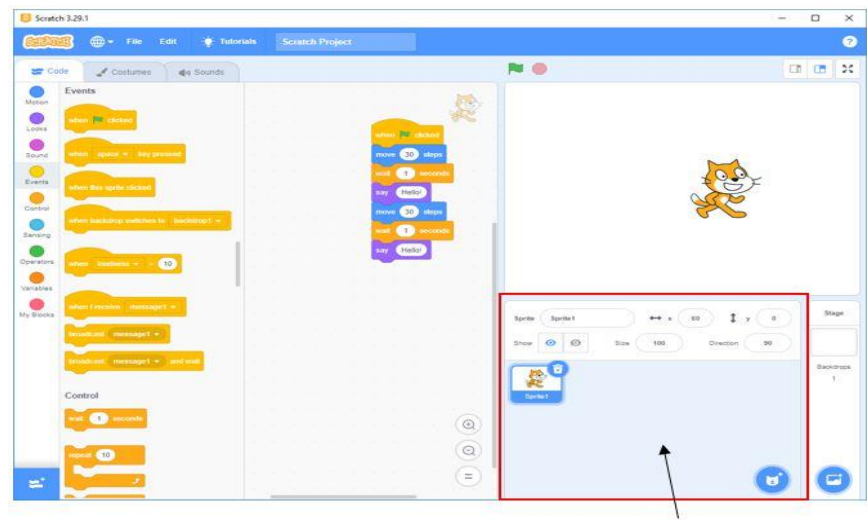 Scratch 3.29.1
SCRATCH File Edit Tutorials Scratch Project
Code Costumes Sounds
Motion
Looks
Sound
Events
Control
Sensing
Operators
Variables
My Blocks
Events
when clicked
when space key pressed
when this sprite clicked
when backdrop switches to backdrop1
when loudness > 10
when I receive message1
broadcast message1
broadcast message1 and wait
Control
wait 1 seconds
repeat 10
when clicked
move 30 steps
wait 1 seconds
say Hello!
move 30 steps
wait 1 seconds
say Hello!
Sprite Sprite1 x 60 y 0
Show Size 100 Direction 90
Sprite1
Stage
Backdrops
1